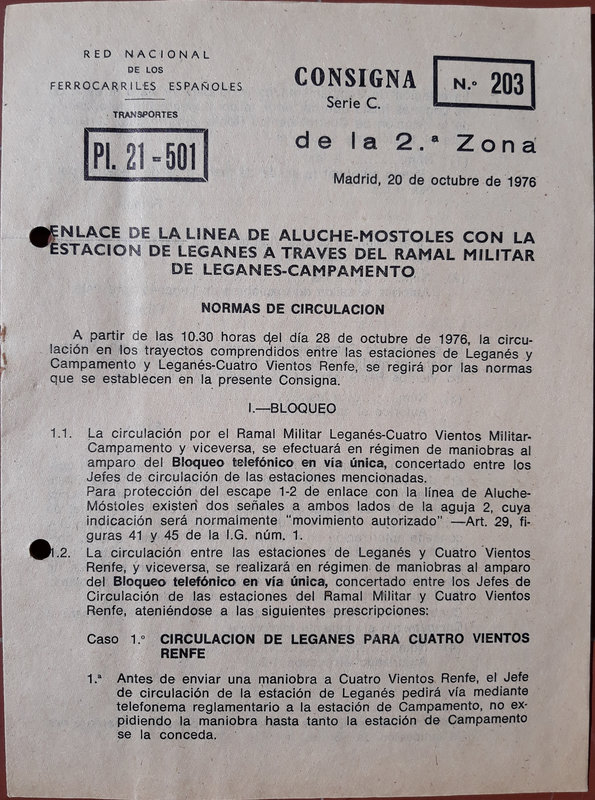 RED NACIONAL
DE LOS
FERROCARRILES ESPAÑOLES
TRANSPORTES
Pl. 21-501
CONSIGNA
Serie C.
N.º 203
de la 2.ª Zona
Madrid, 20 de octubre de 1976
ENLACE DE LA LINEA DE ALUCHE-MOSTOLES CON LA
ESTACION DE LEGANES A TRAVES DEL RAMAL MILITAR
DE LEGANES-CAMPAMENTO
NORMAS DE CIRCULACION
A partir de las 10.30 horas del día 28 de octubre de 1976, la circu-
lación en los trayectos comprendidos entre las estaciones de Leganés y
Campamento y Leganés-Cuatro Vientos Renfe, se regirá por las normas
que se establecen en la presente Consigna.
I.—BLOQUEO
1.1. La circulación por el Ramal Militar Leganés-Cuatro Vientos Militar-
Campamento y viceversa, se efectuará en régimen de maniobras al
amparo del Bloqueo telefónico en vía única, concertado entre los
Jefes de circulación de las estaciones mencionadas.
Para protección del escape 1-2 de enlace con la línea de Aluche-
Móstoles existen dos señales a ambos lados de la aguja 2, cuya
indicación será normalmente "movimiento autorizado" —Art. 29, fi-
guras 41 y 45 de la I.G. núm. 1.
1.2. La circulación entre las estaciones de Leganés y Cuatro Vientos
Renfe, y viceversa, se realizará en régimen de maniobras al amparo
del Bloqueo telefónico en vía única, concertado entre los Jefes de
Circulación de las estaciones del Ramal Militar y Cuatro Vientos
Renfe, ateniéndose a las siguientes prescripciones:
Caso 1.º CIRCULACION DE LEGANES PARA CUATRO VIENTOS
RENFE
1.ª Antes de enviar una maniobra a Cuatro Vientos Renfe, el Jefe
de circulación de la estación de Leganés pedirá vía mediante
telefonema reglamentario a la estación de Campamento, no ex-
pidiendo la maniobra hasta tanto la estación de Campamento
se la conceda.